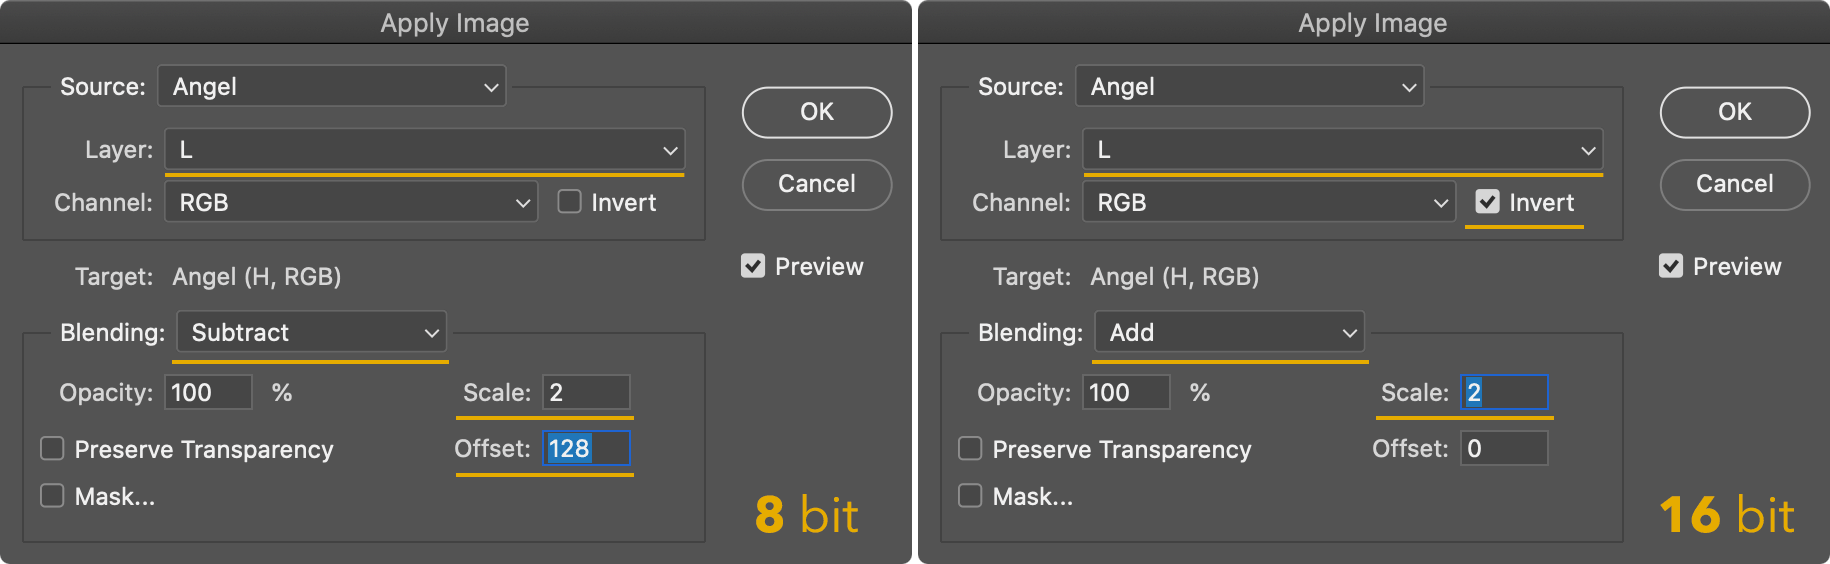 Apply Image
Source: Angel
OK
Layer: L
Cancel
Channel: RGB Invert
Preview
Target: Angel (H, RGB)
Blending: Subtract
Opacity: 100 % Scale: 2
Preserve Transparency Offset: 128
Mask...
8 bit
Apply Image
Source: Angel
OK
Layer: L
Cancel
Channel: RGB Invert
Preview
Target: Angel (H, RGB)
Blending: Add
Opacity: 100 % Scale: 2
Preserve Transparency Offset: 0
Mask...
16 bit